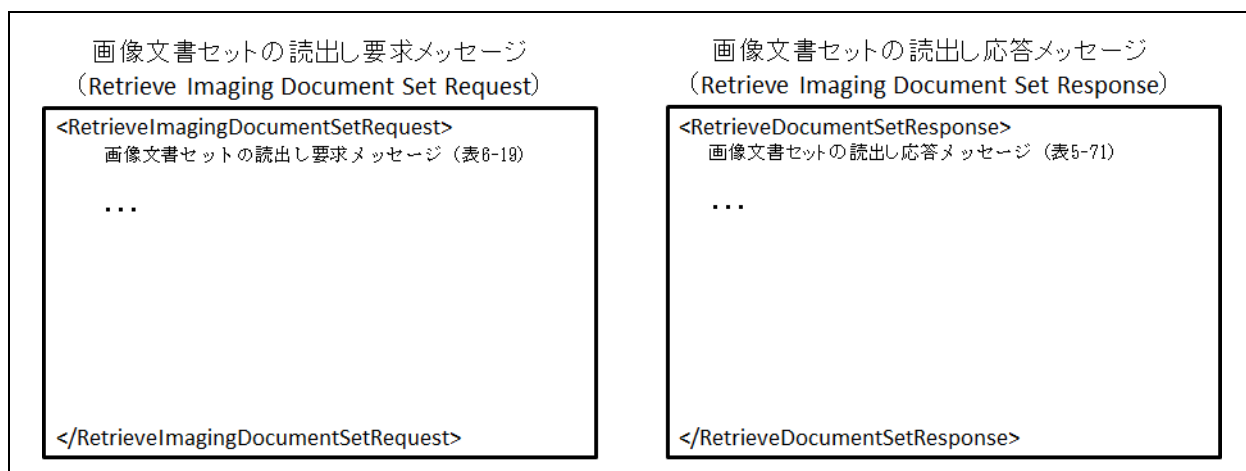 画像文書セットの読出し要求メッセージ
（Retrieve Imaging Document Set Request）
<RetrieveImagingDocumentSetRequest>
画像文書セットの読出し要求メッセージ（表6-19）
...
</RetrieveImagingDocumentSetRequest>
画像文書セットの読出し応答メッセージ
（Retrieve Imaging Document Set Response）
<RetrieveDocumentSetResponse>
画像文書セットの読出し応答メッセージ（表5-71）
...
</RetrieveDocumentSetResponse>